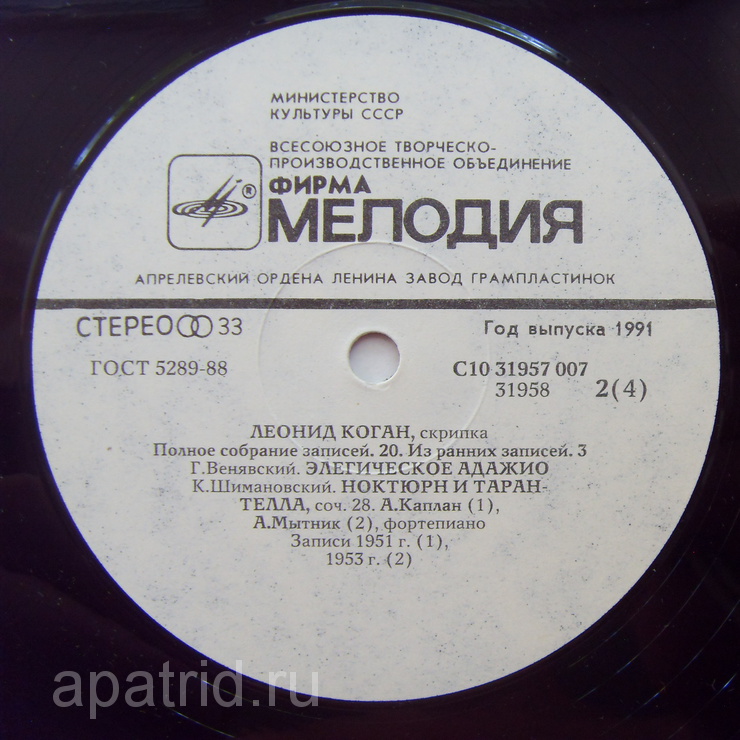 МИНИСТЕРСТВО
КУЛЬТУРЫ СССР
ВСЕСОЮЗНОЕ ТВОРЧЕСКО-
ПРОИЗВОДСТВЕННОЕ ОБЪЕДИНЕНИЕ
® ФИРМА
МЕЛОДИЯ
АПРЕЛЕВСКИЙ ОРДЕНА ЛЕНИНА ЗАВОД ГРАМПЛАСТИНОК
СТЕРЕО 33 Год выпуска 1991
ГОСТ 5289-88 С10 31957 007
31958 2(4)
ЛЕОНИД КОГАН, скрипка
Полное собрание записей. 20. Из ранних записей. 3
Г.Венявский. ЭЛЕГИЧЕСКОЕ АДАЖИО
К.Шимановский. НОКТЮРН И ТАРАН-
ТЕЛЛА, соч. 28. А.Каплан (1),
А.Мытник (2), фортепиано
Записи 1951 г. (1),
1953 г. (2)
apatrid.ru